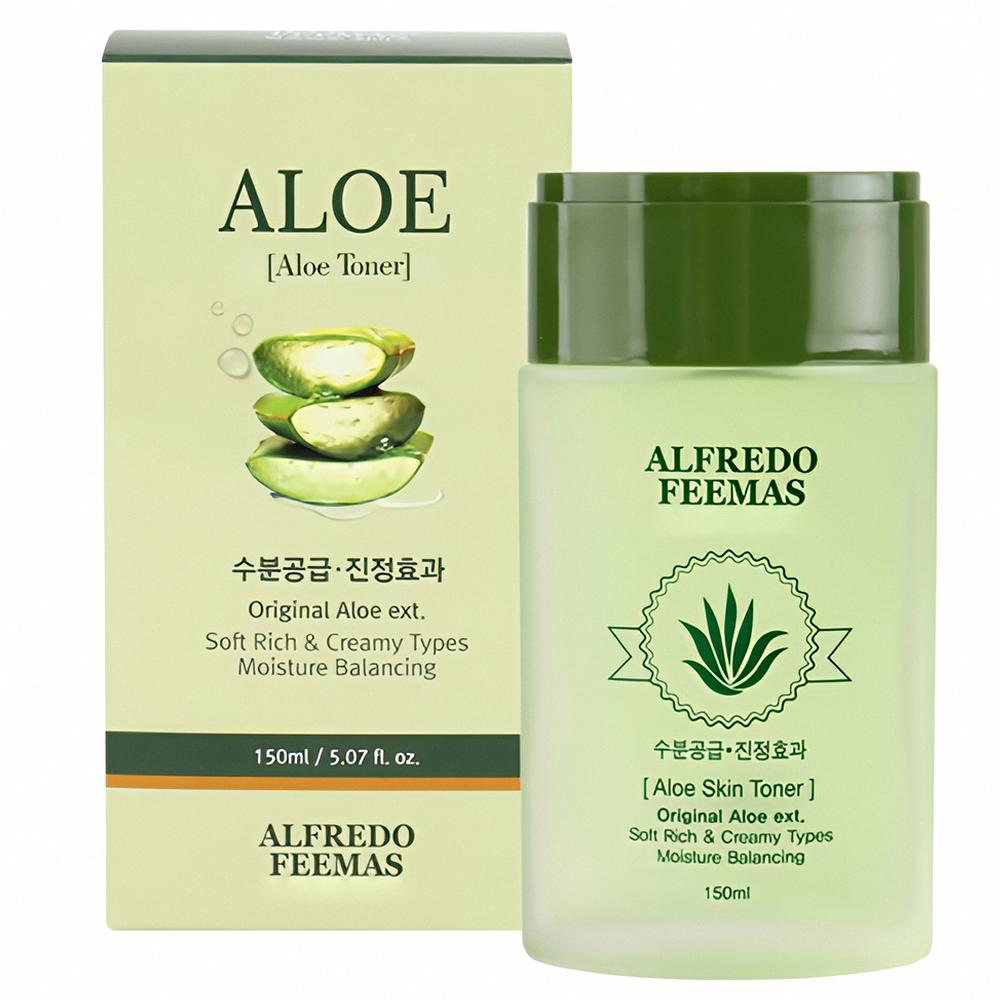 ALOE
[Aloe Toner]
수분공급·진정효과
Original Aloe ext.
Soft Rich & Creamy Types
Moisture Balancing
150ml / 5.07 fl. oz.
ALFREDO
FEEMAS
ALFREDO
FEEMAS
수분공급•진정효과
[ Aloe Skin Toner ]
Original Aloe ext.
Soft Rich & Creamy Types
Moisture Balancing
150ml